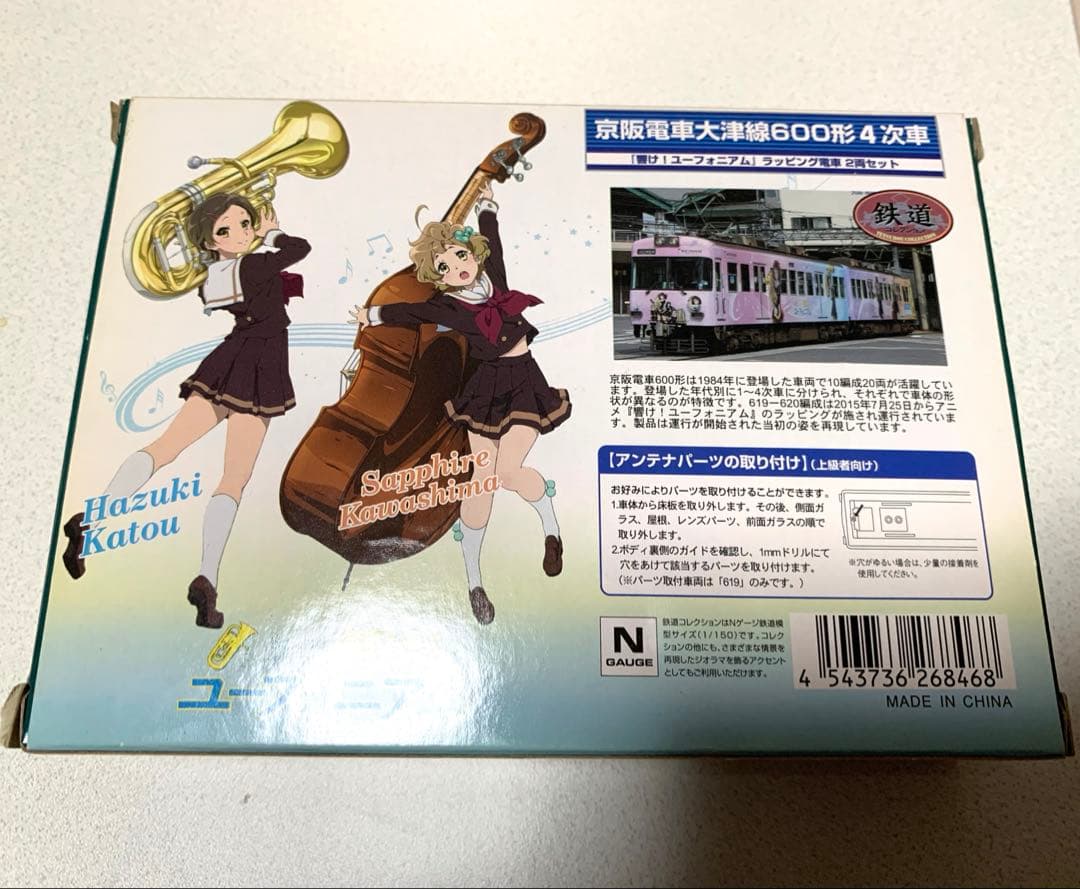 京阪電車大津線600形4次車
『響け！ユーフォニアム』ラッピング電車 2両セット
鉄道
コレクション
TETSUDOU COLLECTION
京阪電車600形は1984年に登場した車両で10編成20両が活躍してい
ます。登場した年代別に1～4次車に分けられ、それぞれで車体の形
状が異なるのが特徴です。619－620編成は2015年7月25日からアニ
メ『響け！ユーフォニアム』のラッピングが施され運行されていま
す。製品は運行が開始された当初の姿を再現しています。
【アンテナパーツの取り付け】（上級者向け）
お好みによりパーツを取り付けることができます。
1.車体から床板を取り外します。その後、側面ガ
ラス、屋根、レンズパーツ、前面ガラスの順で
取り外します。
2.ボディ裏側のガイドを確認し、1mmドリルにて
穴をあけて該当するパーツを取り付けます。
（※パーツ取付車両は「619」のみです。）
※穴がゆるい場合は、少量の接着剤を
使用してください。
Hazuki
Katou
Sapphire
Kawashima
N
GAUGE
鉄道コレクションはNゲージ鉄道模
型サイズ（1/150）です。コレク
ションの他にも、さまざまな情景を
再現したジオラマを飾るアクセント
としてもご利用いただけます。
4 543736 268468
MADE IN CHINA